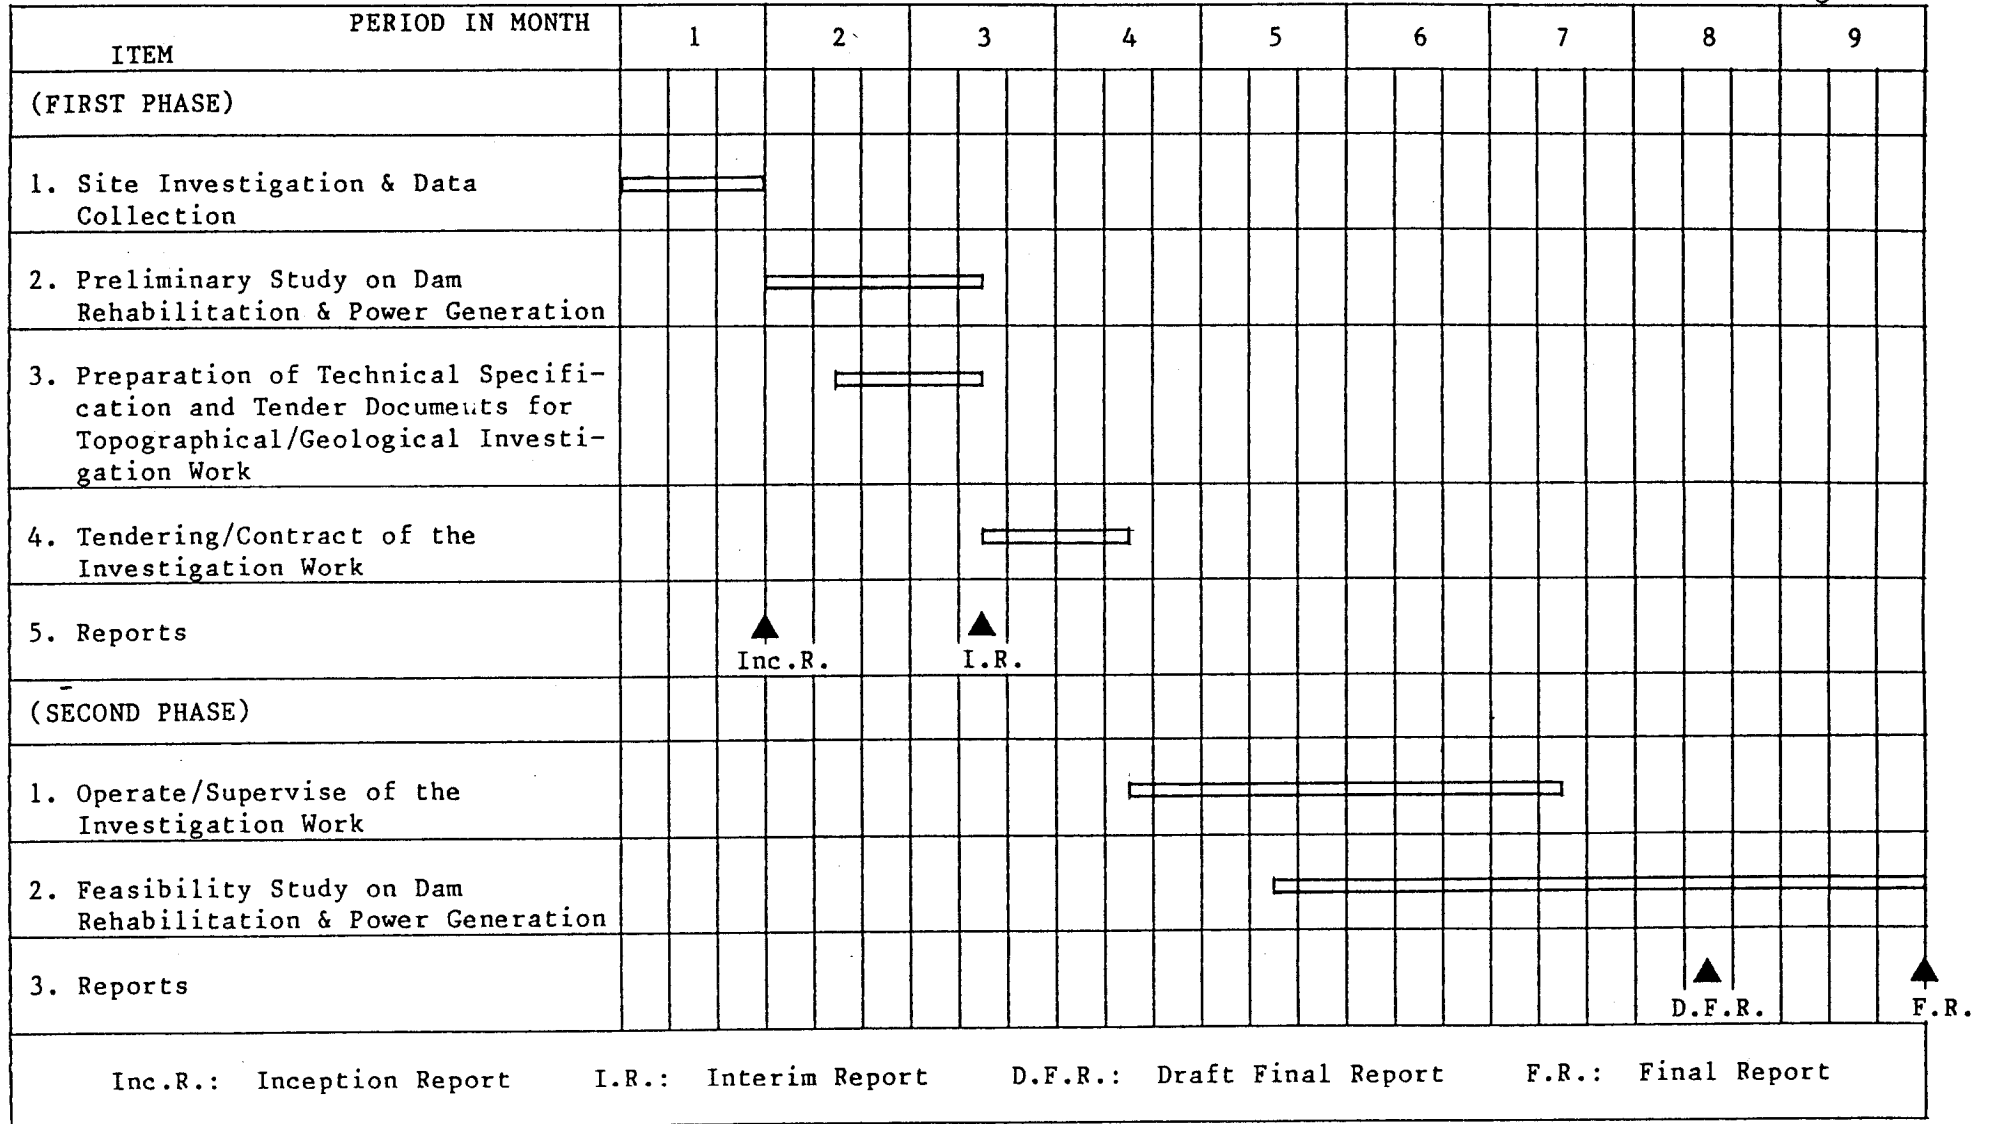 PERIOD IN MONTH
ITEM
1 2 3 4 5 6 7 8 9
(FIRST PHASE)
1. Site Investigation & Data
Collection
2. Preliminary Study on Dam
Rehabilitation & Power Generation
3. Preparation of Technical Specifi-
cation and Tender Documents for
Topographical/Geological Investi-
gation Work
4. Tendering/Contract of the
Investigation Work
5. Reports
Inc.R. I.R.
(SECOND PHASE)
1. Operate/Supervise of the
Investigation Work
2. Feasibility Study on Dam
Rehabilitation & Power Generation
3. Reports
D.F.R. F.R.
Inc.R.: Inception Report I.R.: Interim Report D.F.R.: Draft Final Report F.R.: Final Report